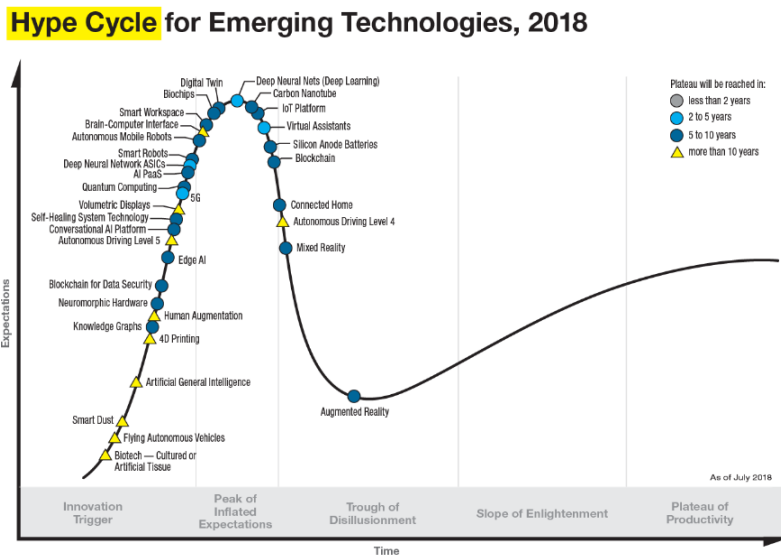 Hype Cycle for Emerging Technologies, 2018
Plateau will be reached in:
less than 2 years
2 to 5 years
5 to 10 years
more than 10 years
Digital Twin
Deep Neural Nets (Deep Learning)
Biochips
Carbon Nanotube
Smart Workspace
IoT Platform
Brain-Computer Interface
Virtual Assistants
Autonomous Mobile Robots
Silicon Anode Batteries
Smart Robots
Blockchain
Deep Neural Network ASICs
AI PaaS
Quantum Computing
5G
Volumetric Displays
Connected Home
Self-Healing System Technology
Autonomous Driving Level 4
Conversational AI Platform
Autonomous Driving Level 5
Mixed Reality
Edge AI
Blockchain for Data Security
Neuromorphic Hardware
Human Augmentation
Knowledge Graphs
4D Printing
Artificial General Intelligence
Augmented Reality
Smart Dust
Flying Autonomous Vehicles
Biotech — Cultured or
Artificial Tissue
As of July 2018
Expectations
Innovation
Trigger
Peak of
Inflated
Expectations
Trough of
Disillusionment
Slope of Enlightenment
Plateau of
Productivity
Time